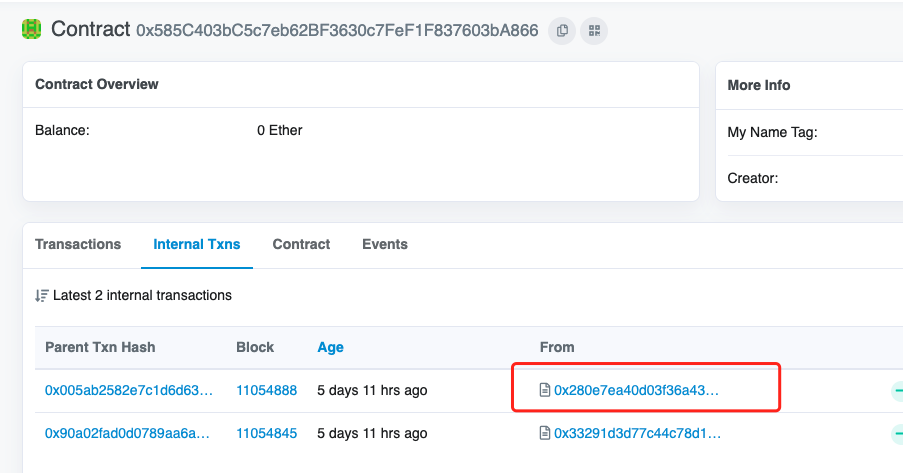 Contract 0x585C403bC5c7eb62BF3630c7FeF1F837603bA866
Contract Overview
Balance: 0 Ether
More Info
My Name Tag:
Creator:
Transactions Internal Txns Contract Events
Latest 2 internal transactions
Parent Txn Hash Block Age From
0x005ab2582e7c1d6d63... 11054888 5 days 11 hrs ago 0x280e7ea40d03f36a43...
0x90a02fad0d0789aa6a... 11054845 5 days 11 hrs ago 0x33291d3d77c44c78d1...